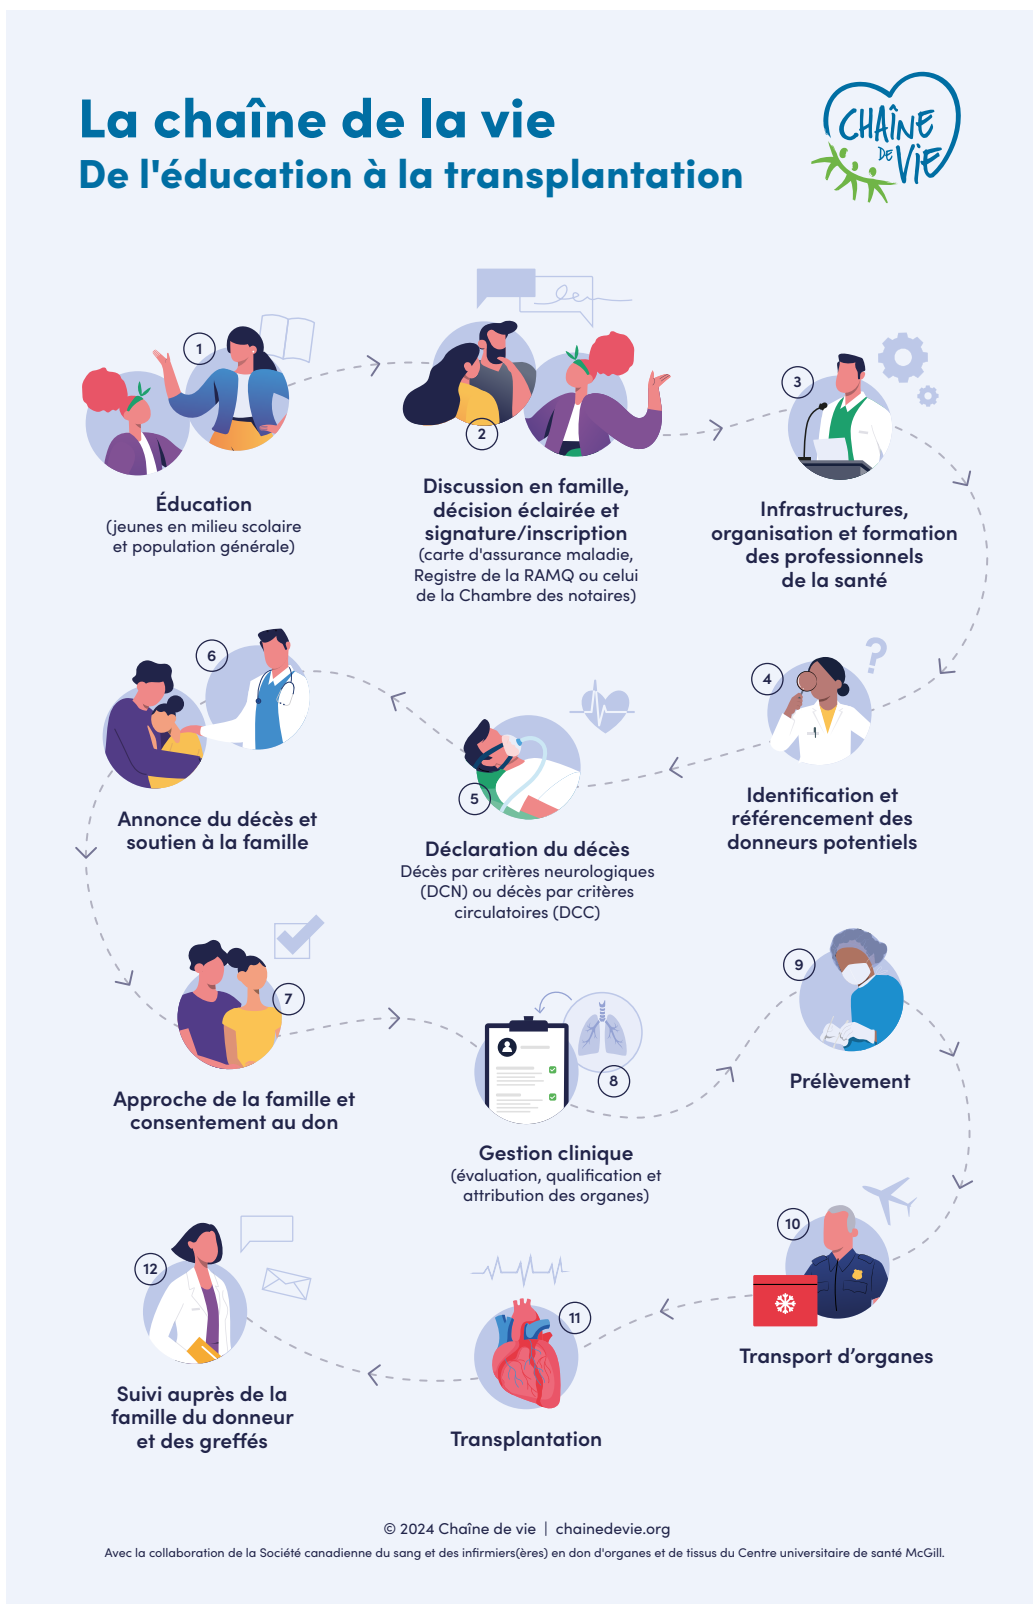 La chaîne de la vie
De l'éducation à la transplantation
CHAÎNE
DE
ViE
1
Éducation
(jeunes en milieu scolaire
et population générale)
2
Discussion en famille,
décision éclairée et
signature/inscription
(carte d'assurance maladie,
Registre de la RAMQ ou celui
de la Chambre des notaires)
3
Infrastructures,
organisation et formation
des professionnels
de la santé
?
4
Identification et
référencement des
donneurs potentiels
5
Déclaration du décès
Décès par critères neurologiques
(DCN) ou décès par critères
circulatoires (DCC)
6
Annonce du décès et
soutien à la famille
7
Approche de la famille et
consentement au don
8
Gestion clinique
(évaluation, qualification et
attribution des organes)
9
Prélèvement
10
Transport d’organes
11
Transplantation
12
Suivi auprès de la
famille du donneur
et des greffés
© 2024 Chaîne de vie | chainedevie.org
Avec la collaboration de la Société canadienne du sang et des infirmiers(ères) en don d'organes et de tissus du Centre universitaire de santé McGill.